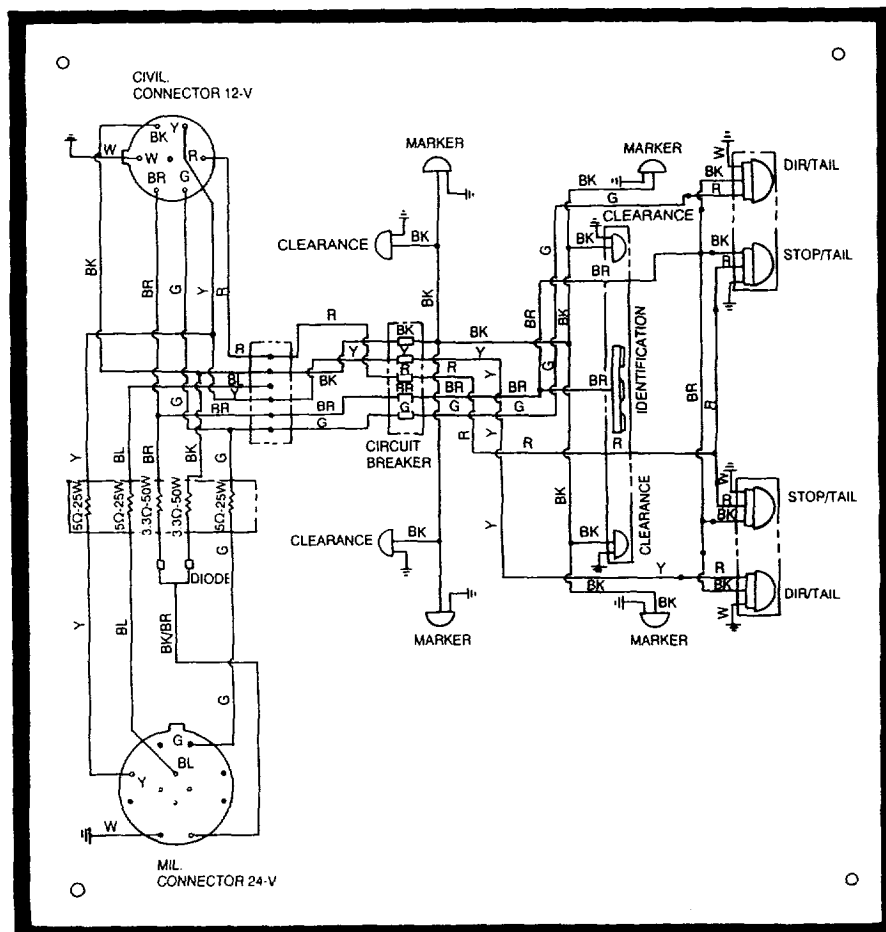 CIVIL.
CONNECTOR 12-V
BK Y
W W R
BR G
MARKER
MARKER
CLEARANCE
BK
BK
BK
G
CLEARANCE
BK
W
BK
R
DIR/TAIL
BK
R
STOP/TAIL
BK
BR
G
Y
R
BK
G
BR
BR
BK
G
IDENTIFICATION
R
BK
BK
BK
Y
Y
Y
R
BL
Y
BR
BR
BR
BR
BR
BR
G
G
G
G
G
CIRCUIT
BREAKER
R
Y
R
R
BR
R
Y
BL
BR
BK
G
5Ω-25W
5Ω-25W
3.3Ω-50W
3.3Ω-50W
5Ω-25W
W
R
BK
STOP/TAIL
BK
Y
BK
CLEARANCE
BK
CLEARANCE
G
DIODE
Y
R
BK
DIR/TAIL
W
BK
BK
MARKER
MARKER
Y
BL
BK/BR
G
G
BL
Y
W
MIL.
CONNECTOR 24-V